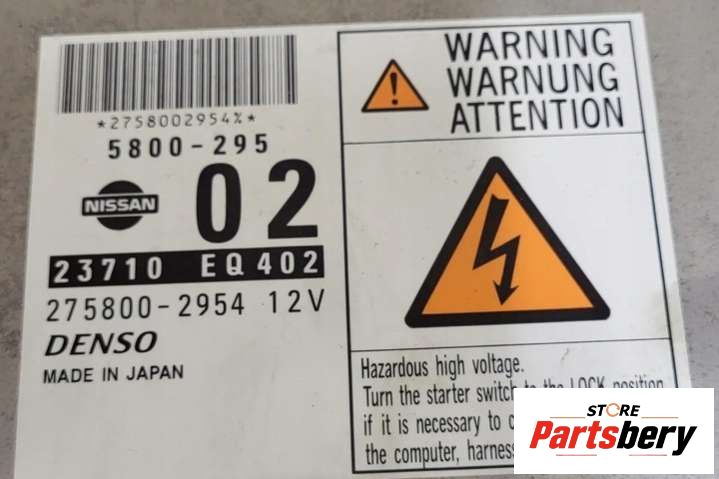 *2758002954%*
5800-295
NISSAN
02
23710 EQ402
275800-2954 12V
DENSO
MADE IN JAPAN
WARNING
WARNUNG
ATTENTION
Hazardous high voltage.
Turn the starter switch to the LOCK position
if it is necessary to
the computer, harness
STORE
Partsbery